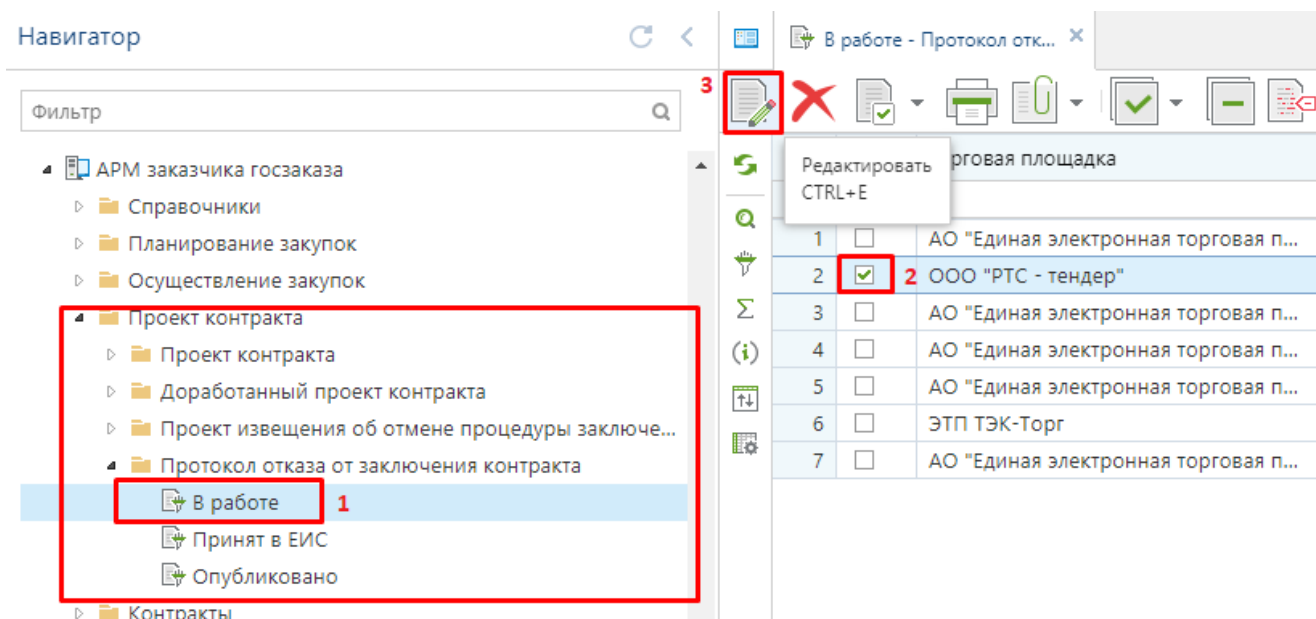 Навигатор
Фильтр
АРМ заказчика госзаказа
Справочники
Планирование закупок
Осуществление закупок
Проект контракта
Проект контракта
Доработанный проект контракта
Проект извещения об отмене процедуры заключе...
Протокол отказа от заключения контракта
В работе 1
Принят в ЕИС
Опубликовано
Контракты
В работе - Протокол отк...
3
Редактировать
CTRL+E
рговая площадка
1 АО "Единая электронная торговая п...
2 2 ООО "РТС - тендер"
3 АО "Единая электронная торговая п...
4 АО "Единая электронная торговая п...
5 АО "Единая электронная торговая п...
6 ЭТП ТЭК-Торг
7 АО "Единая электронная торговая п...